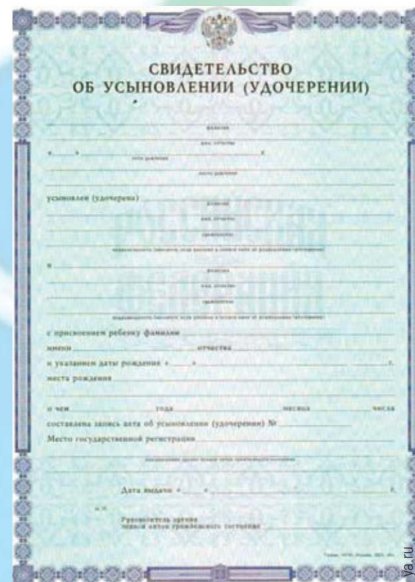 СВИДЕТЕЛЬСТВО
ОБ УСЫНОВЛЕНИИ (УДОЧЕРЕНИИ)
фамилия
имя, отчество
« » г.
дата рождения
место рождения
усыновлен (удочерена)
фамилия
имя, отчество
гражданство
и
фамилия
имя, отчество
гражданство
с присвоением ребенку фамилии
имени отчества
и указанием даты рождения « » г.
места рождения
о чем года месяца числа
составлена запись акта об усыновлении (удочерении) №
Место государственной регистрации
Дата выдачи « » г.
М.П.
Руководитель органа
записи актов гражданского состояния